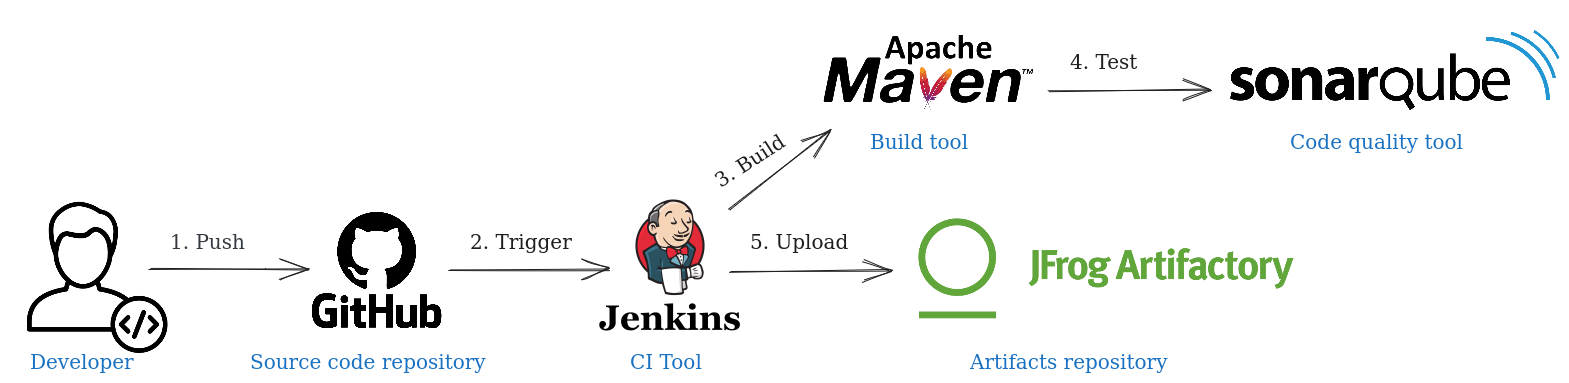 Apache
Maven™
4. Test
sonarqube
Build tool
Code quality tool
3. Build
1. Push
2. Trigger
5. Upload
</>
GitHub
Jenkins
JFrog Artifactory
Developer
Source code repository
CI Tool
Artifacts repository